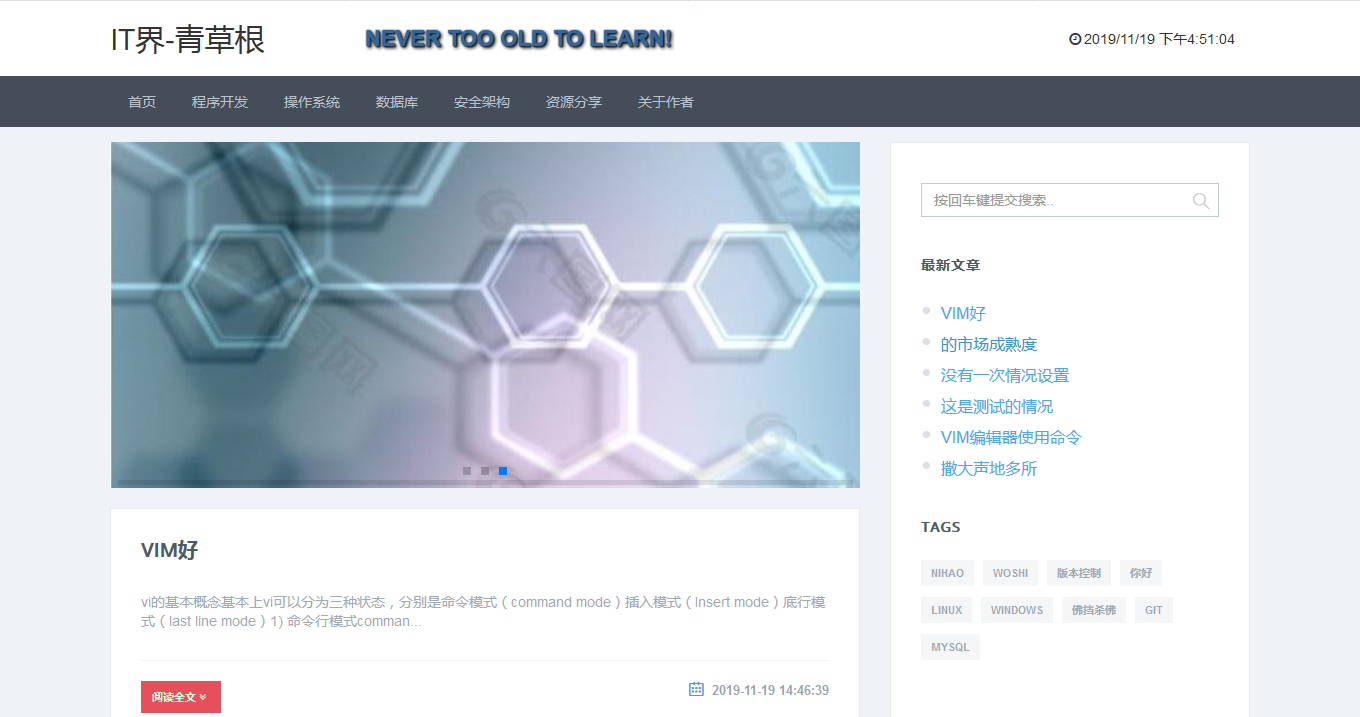 IT界-青草根
NEVER TOO OLD TO LEARN!
2019/11/19 下午4:51:04
首页 程序开发 操作系统 数据库 安全架构 资源分享 关于作者
按回车键提交搜索..
最新文章
VIM好
的市场成熟度
没有一次情况设置
这是测试的情况
VIM编辑器使用命令
撒大声地多所
TAGS
NIHAO WOSHI 版本控制 你好
LINUX WINDOWS 佛挡杀佛 GIT
MYSQL
VIM好
vi的基本概念基本上vi可以分为三种状态，分别是命令模式（command mode）插入模式（Insert mode）底行模
式（last line mode）1) 命令行模式comman...
阅读全文
2019-11-19 14:46:39